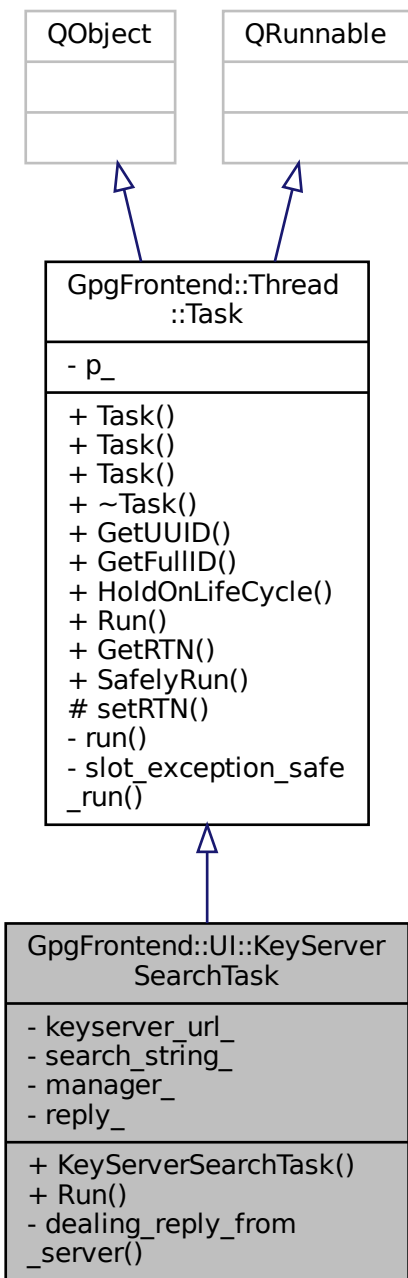 QObject
QRunnable
GpgFrontend::Thread
::Task
- p_
+ Task()
+ Task()
+ Task()
+ ~Task()
+ GetUUID()
+ GetFullID()
+ HoldOnLifeCycle()
+ Run()
+ GetRTN()
+ SafelyRun()
# setRTN()
- run()
- slot_exception_safe
_run()
GpgFrontend::UI::KeyServer
SearchTask
- keyserver_url_
- search_string_
- manager_
- reply_
+ KeyServerSearchTask()
+ Run()
- dealing_reply_from
_server()